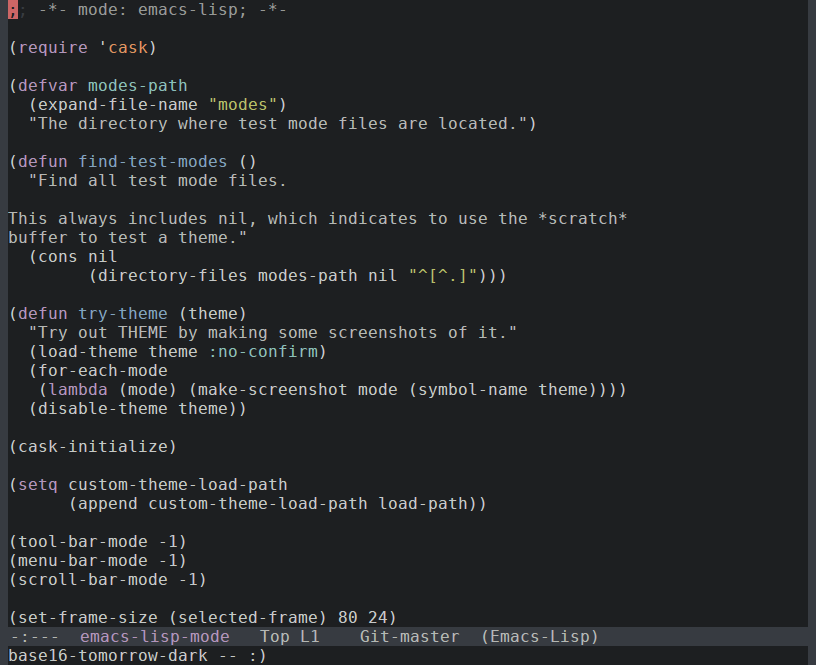 ;; -*- mode: emacs-lisp; -*-

(require 'cask)

(defvar modes-path
  (expand-file-name "modes")
  "The directory where test mode files are located.")

(defun find-test-modes ()
  "Find all test mode files.

This always includes nil, which indicates to use the *scratch*
buffer to test a theme."
  (cons nil
        (directory-files modes-path nil "^[^.]")))

(defun try-theme (theme)
  "Try out THEME by making some screenshots of it."
  (load-theme theme :no-confirm)
  (for-each-mode
   (lambda (mode) (make-screenshot mode (symbol-name theme))))
  (disable-theme theme))

(cask-initialize)

(setq custom-theme-load-path
      (append custom-theme-load-path load-path))

(tool-bar-mode -1)
(menu-bar-mode -1)
(scroll-bar-mode -1)

(set-frame-size (selected-frame) 80 24)
-:---  emacs-lisp-mode   Top L1    Git-master  (Emacs-Lisp)
base16-tomorrow-dark -- :)